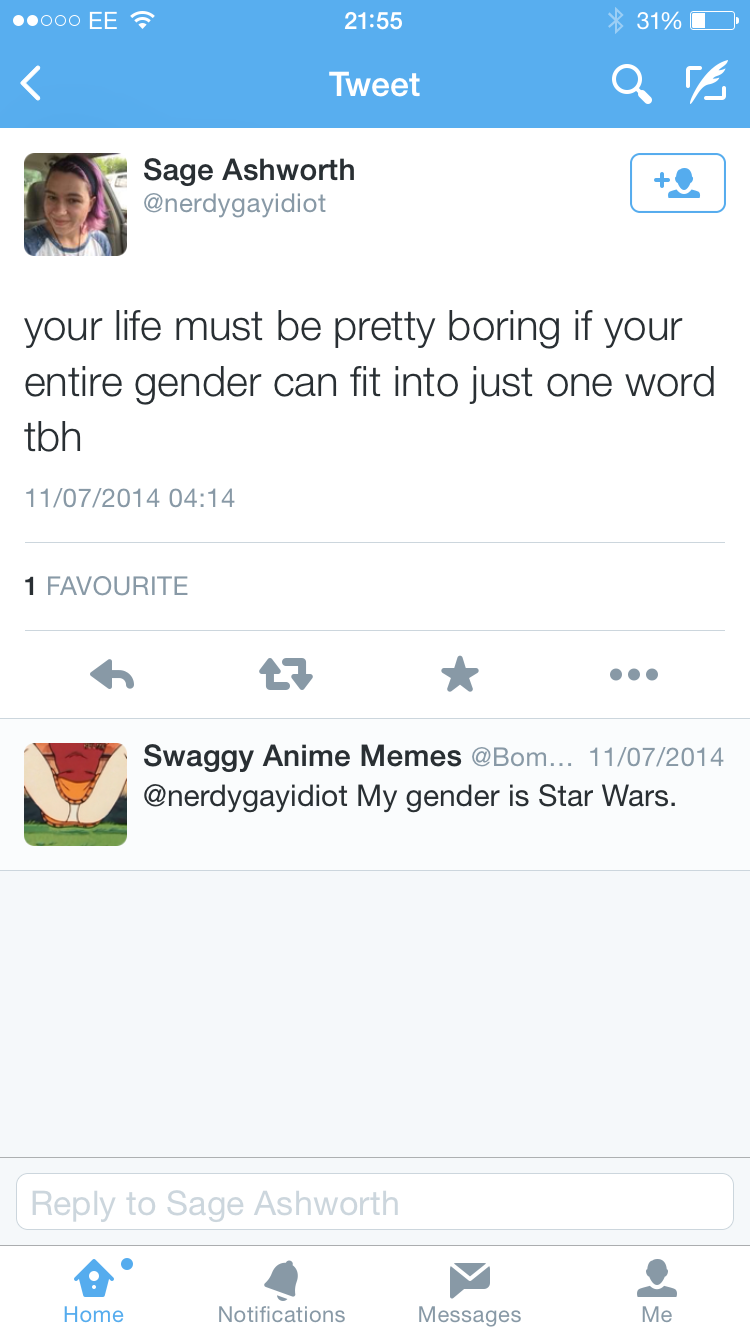 EE 21:55 31%
Tweet
Sage Ashworth
@nerdygayidiot
your life must be pretty boring if your
entire gender can fit into just one word
tbh
11/07/2014 04:14
1 FAVOURITE
Swaggy Anime Memes @Bom... 11/07/2014
@nerdygayidiot My gender is Star Wars.
Reply to Sage Ashworth
Home Notifications Messages Me